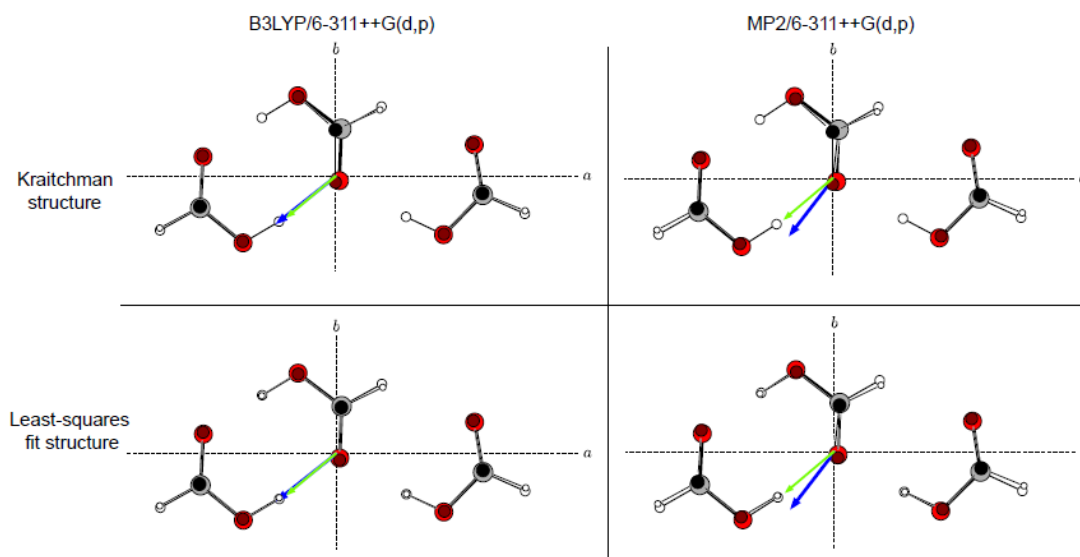 B3LYP/6-311++G(d,p)
MP2/6-311++G(d,p)
b
b
Kraitchman
structure
a
b
b
Least-squares
fit structure
a